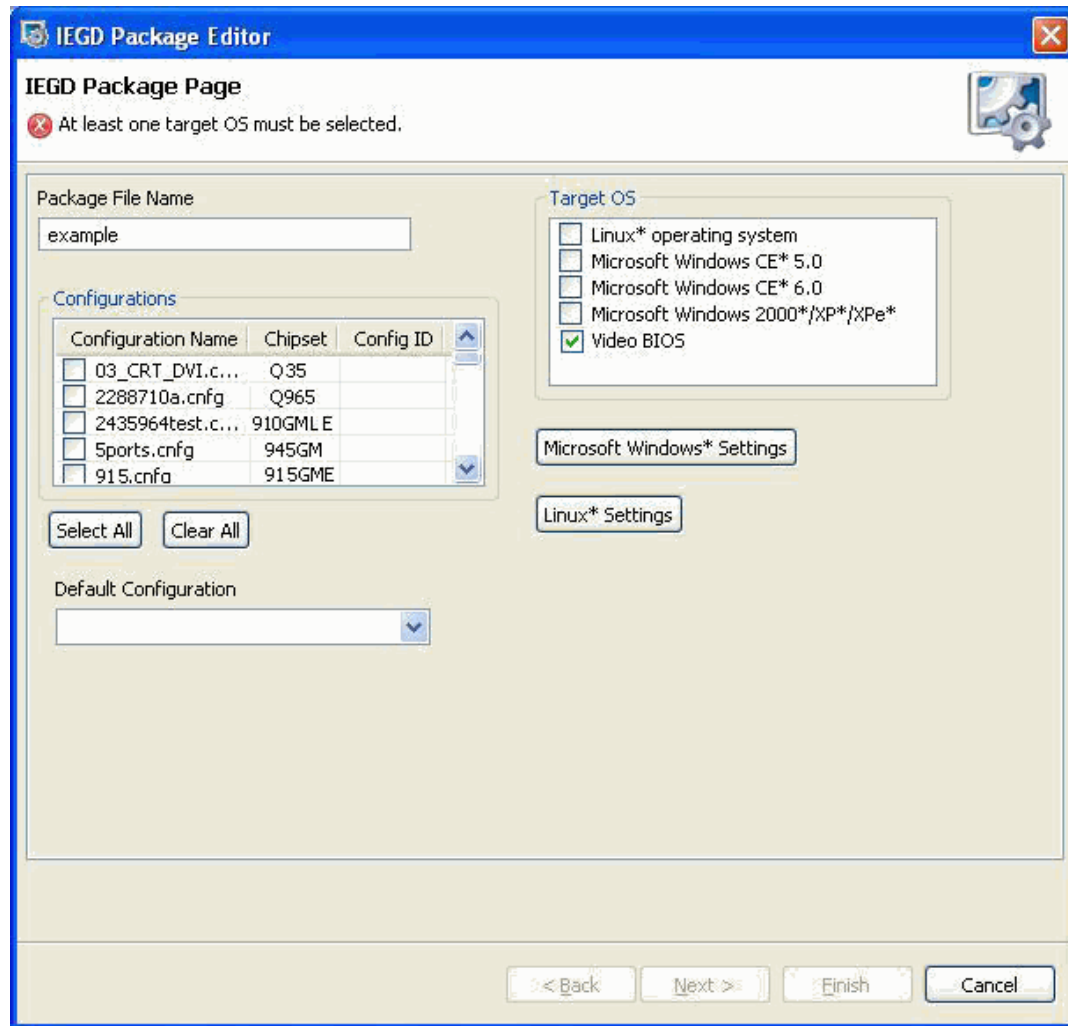 IEGD Package Editor
IEGD Package Page
At least one target OS must be selected.
Package File Name
example
Configurations
Configuration Name Chipset Config ID
03_CRT_DVI.c... Q35
2288710a.cnfg Q965
2435964test.c... 910GMLE
5ports.cnfg 945GM
915.cnfg 915GME
Select All Clear All
Default Configuration
Target OS
Linux* operating system
Microsoft Windows CE* 5.0
Microsoft Windows CE* 6.0
Microsoft Windows 2000*/XP*/XPe*
Video BIOS
Microsoft Windows* Settings
Linux* Settings
< Back Next > Finish Cancel